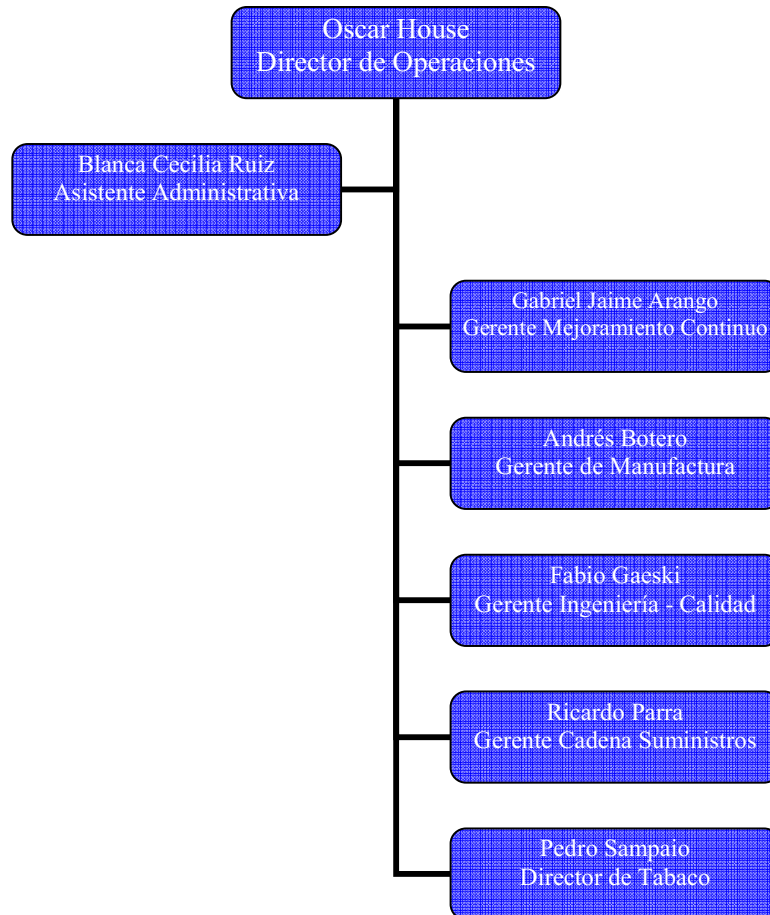 Oscar House
Director de Operaciones
Blanca Cecilia Ruiz
Asistente Administrativa
Gabriel Jaime Arango
Gerente Mejoramiento Continuo
Andrés Botero
Gerente de Manufactura
Fabio Gaeski
Gerente Ingeniería - Calidad
Ricardo Parra
Gerente Cadena Suministros
Pedro Sampaio
Director de Tabaco